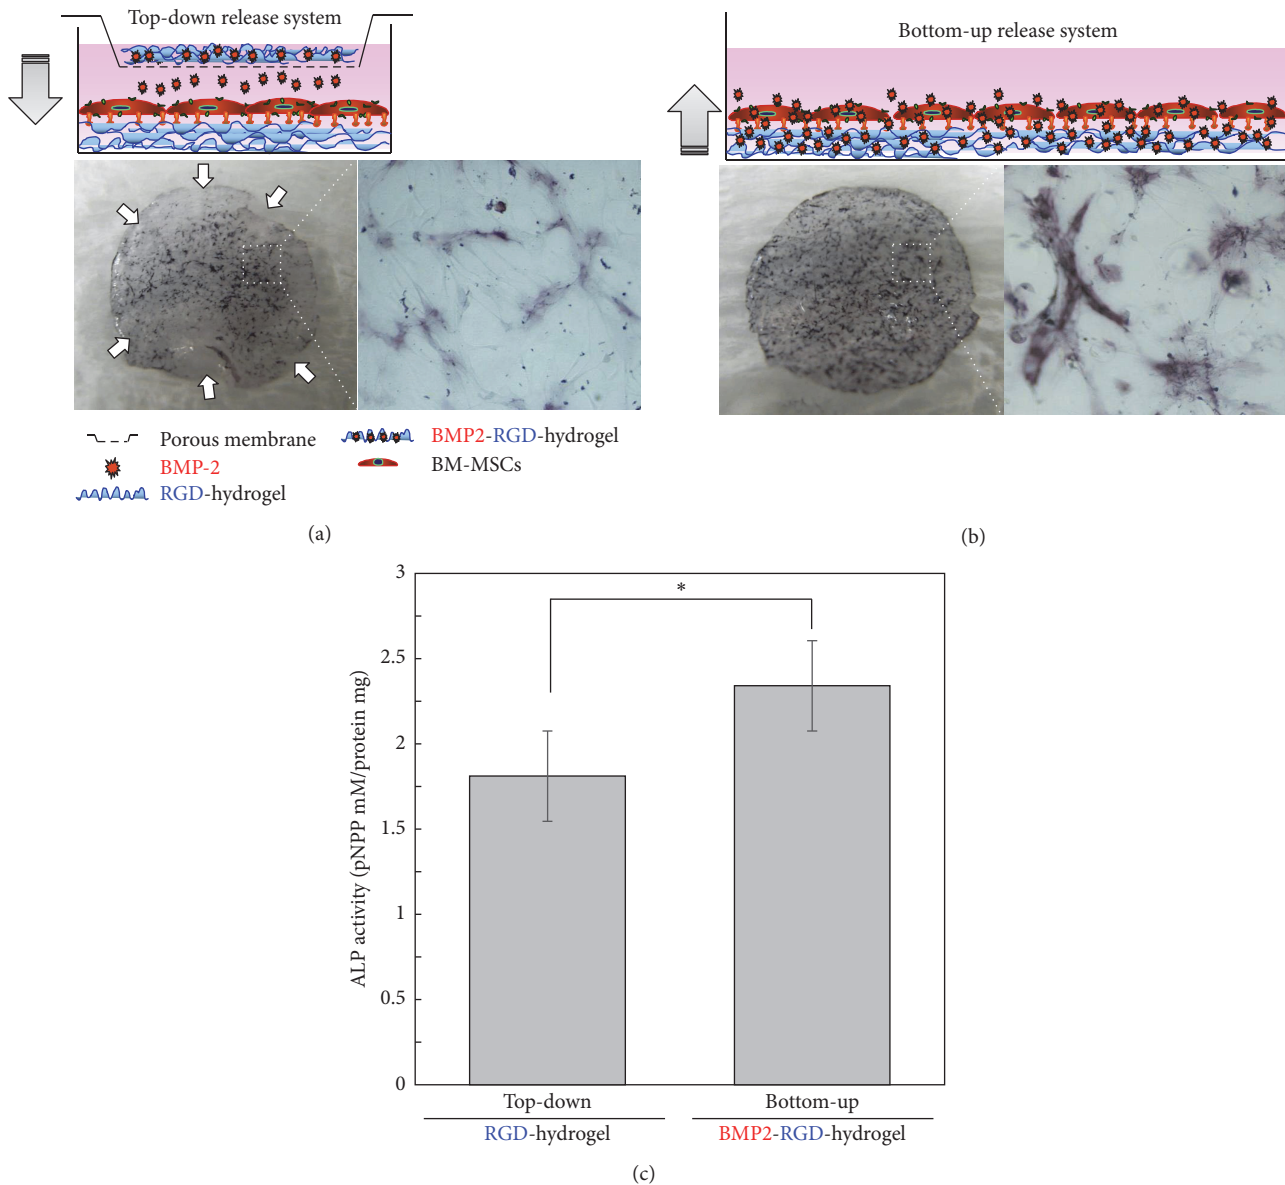 Top-down release system
Bottom-up release system
Porous membrane
BMP-2
RGD-hydrogel
BMP2-RGD-hydrogel
BM-MSCs
(a)
(b)
ALP activity (pNPP mM/protein mg)
3
2.5
2
1.5
1
0.5
0
*
Top-down
Bottom-up
RGD-hydrogel
BMP2-RGD-hydrogel
(c)